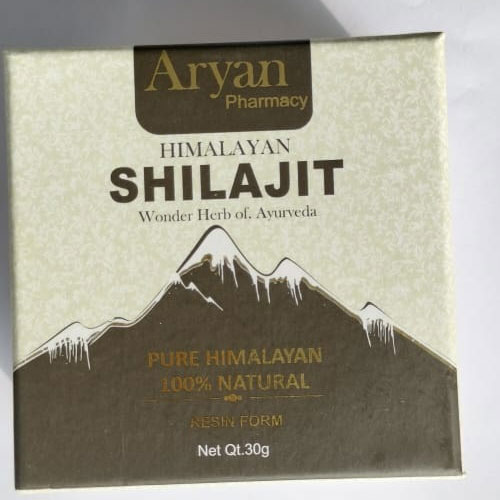 Aryan
Pharmacy
HIMALAYAN
SHILAJIT
Wonder Herb of. Ayurveda
PURE HIMALAYAN
100% NATURAL
RESIN FORM
Net Qt.30g